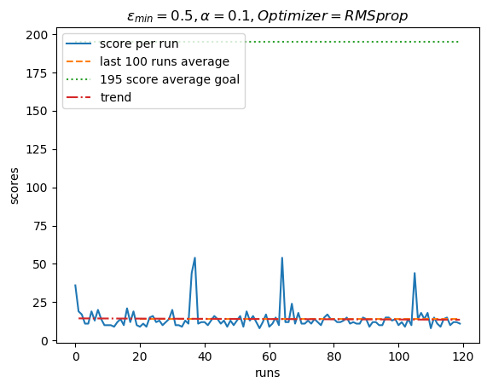 ε_min = 0.5, α = 0.1, Optimizer = RMSprop
score per run
last 100 runs average
195 score average goal
trend
200
175
150
125
100
75
50
25
0
scores
0 20 40 60 80 100 120
runs